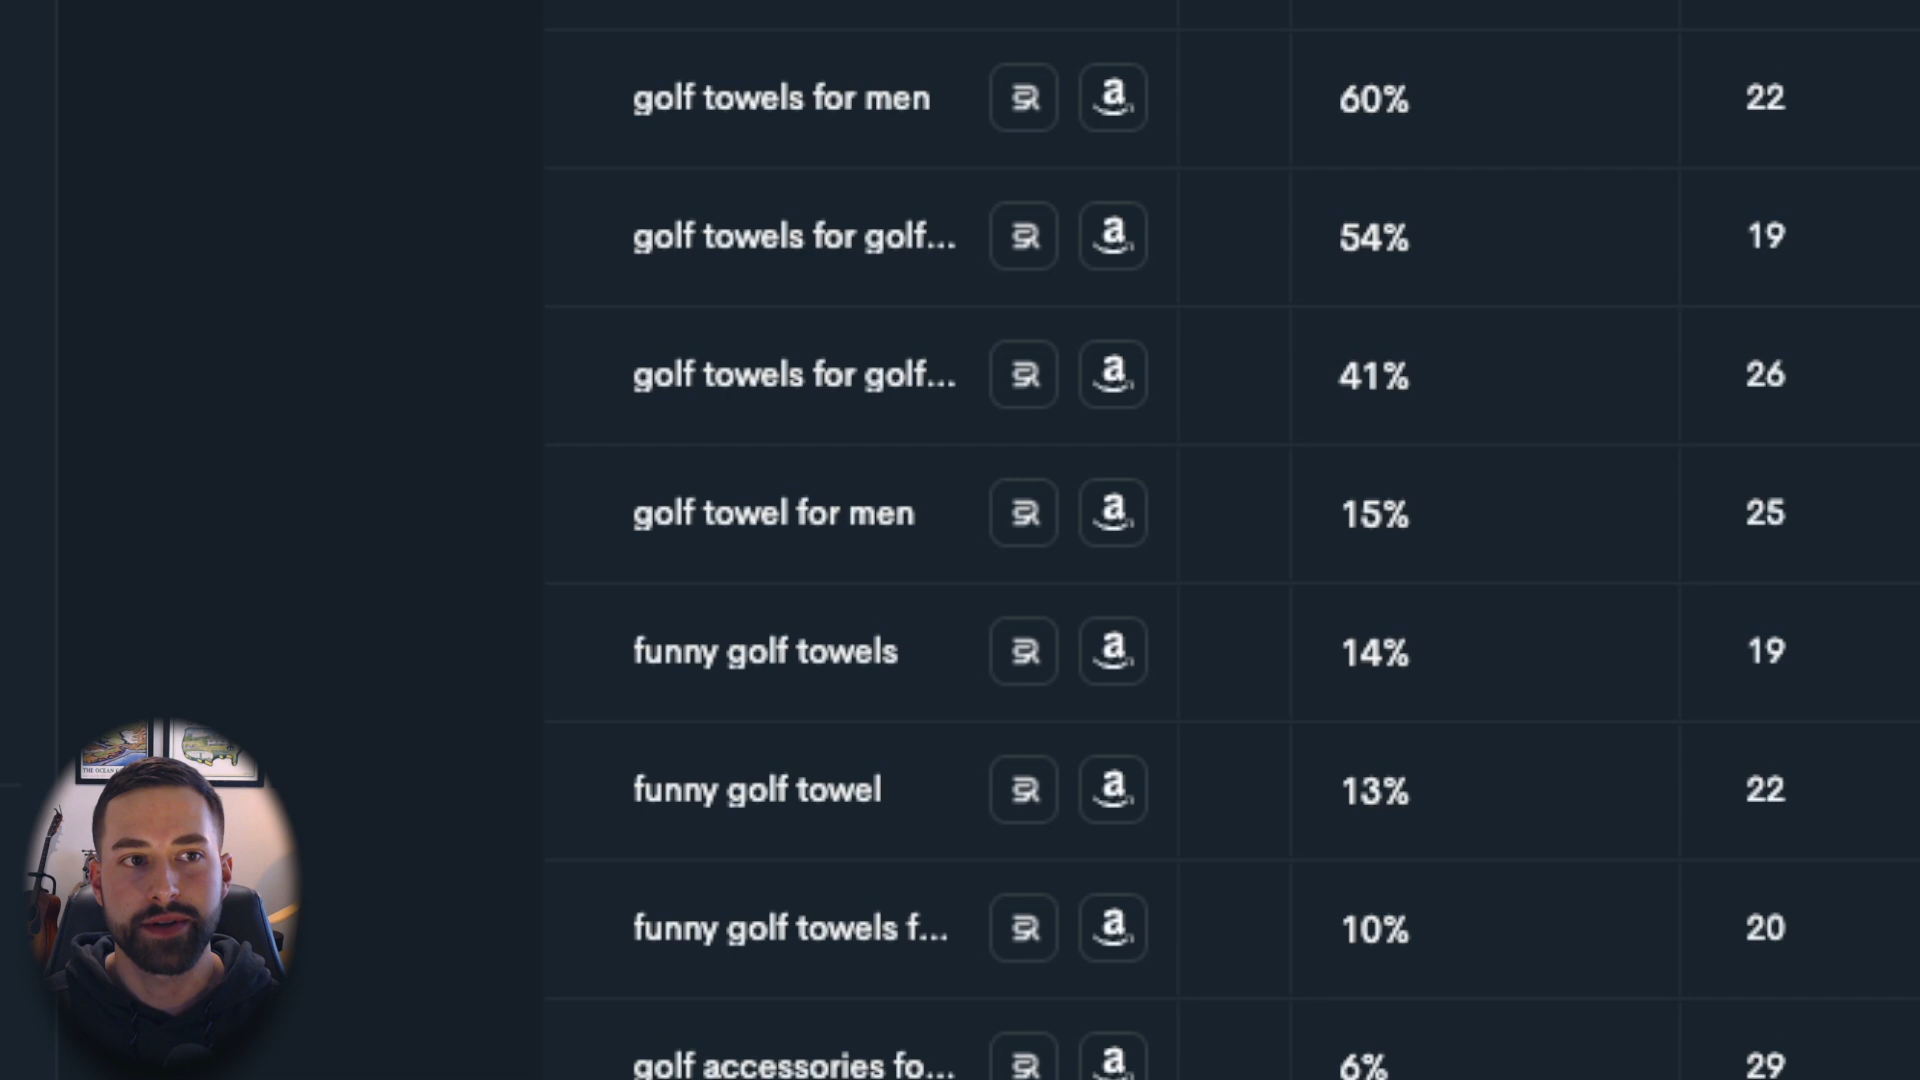 golf towels for men a 60% 22
golf towels for golf... a 54% 19
golf towels for golf... a 41% 26
golf towel for men a 15% 25
funny golf towels a 14% 19
funny golf towel a 13% 22
funny golf towels f... a 10% 20
THE OCEAN
golf accessories fo... a 6% 29